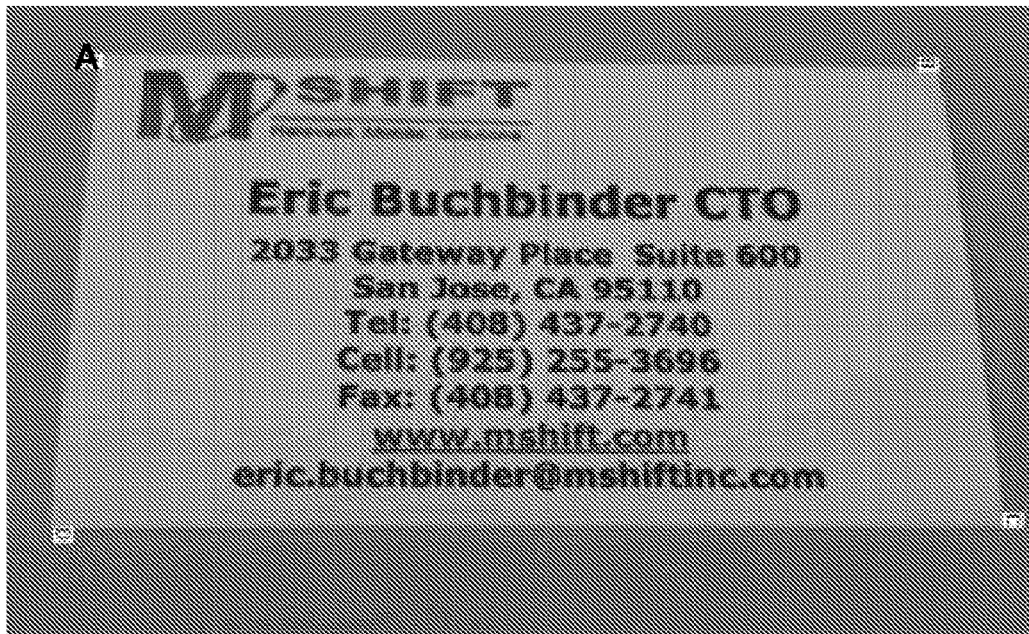 A
M SHIFT
Eric Buchbinder CTO
2033 Gateway Place Suite 600
San Jose, CA 95110
Tel: (408) 437-2740
Cell: (925) 255-3696
Fax: (408) 437-2741
www.mshift.com
eric.buchbinder@mshiftinc.com